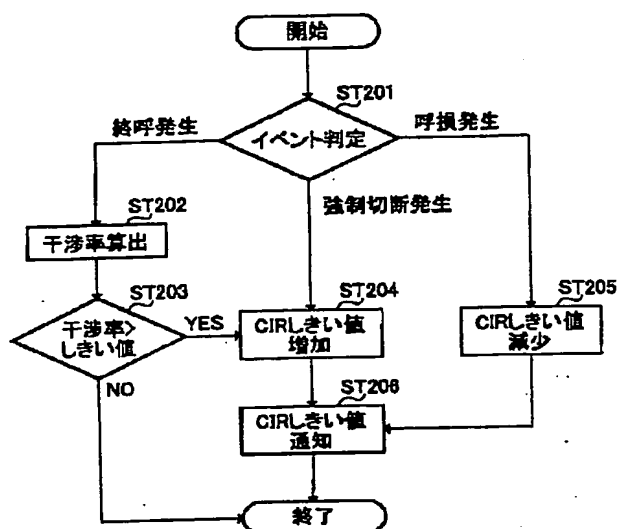 開始
ST201
イベント判定
終呼発生
呼損発生
強制切断発生
ST202
干渉率算出
ST203
干渉率>
しきい値
YES
NO
ST204
CIRしきい値
増加
ST205
CIRしきい値
減少
ST206
CIRしきい値
通知
終了